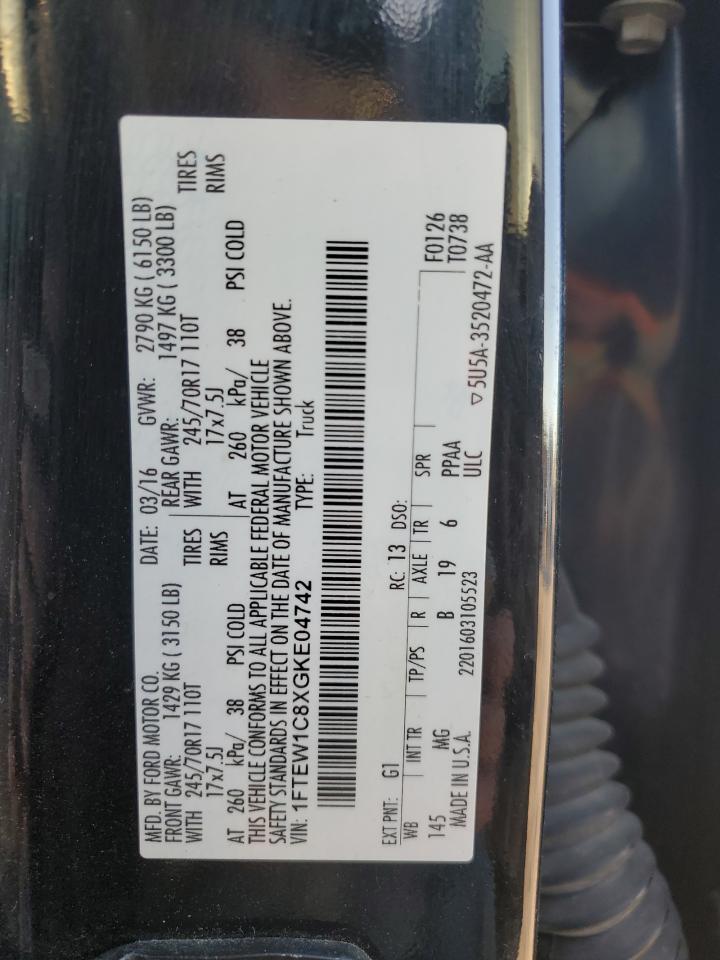 MFD. BY FORD MOTOR CO. DATE: 03/16 GVWR: 2790 KG ( 6150 LB)
FRONT GAWR: 1429 KG ( 3150 LB) REAR GAWR: 1497 KG ( 3300 LB)
WITH 245/70R17 110T TIRES WITH 245/70R17 110T TIRES
17x7.5J RIMS 17x7.5J RIMS
AT 260 kPa/ 38 PSI COLD AT 260 kPa/ 38 PSI COLD
THIS VEHICLE CONFORMS TO ALL APPLICABLE FEDERAL MOTOR VEHICLE
SAFETY STANDARDS IN EFFECT ON THE DATE OF MANUFACTURE SHOWN ABOVE.
VIN: 1FTEW1C8XGKE04742 TYPE: Truck
EXT PNT: G1 RC: 13 DSO: F0126
WB INT TR TP/PS R AXLE TR SPR T0738
145 MG B 19 6 PPAA
MADE IN U.S.A. 2201603105523 ULC ▽5U5A-3520472-AA